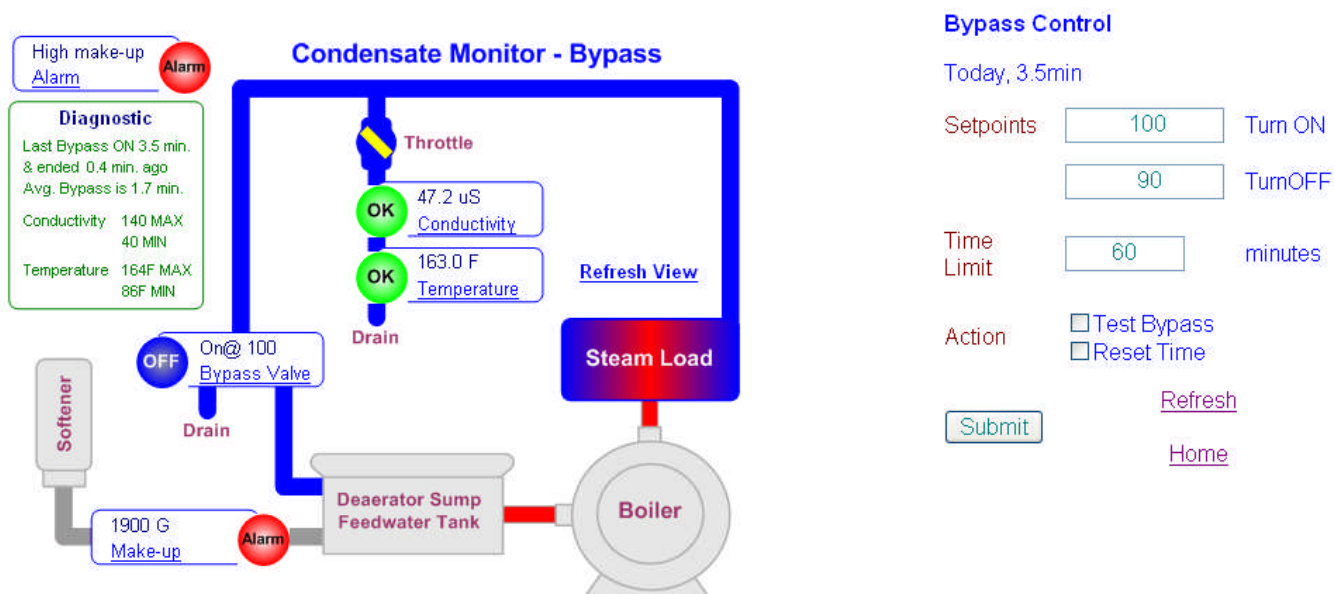 Condensate Monitor - Bypass
High make-up
Alarm
Alarm
Diagnostic
Last Bypass ON 3.5 min.
& ended 0.4 min. ago
Avg. Bypass is 1.7 min.
Conductivity 140 MAX
40 MIN
Temperature 164F MAX
86F MIN
Throttle
OK
47.2 uS
Conductivity
OK
163.0 F
Temperature
Drain
Refresh View
OFF
On@ 100
Bypass Valve
Drain
Steam Load
Softener
Deaerator Sump
Feedwater Tank
Boiler
1900 G
Make-up
Alarm
Bypass Control
Today, 3.5min
Setpoints 100 Turn ON
90 TurnOFF
Time
Limit
60 minutes
Action
Test Bypass
Reset Time
Refresh
Submit
Home